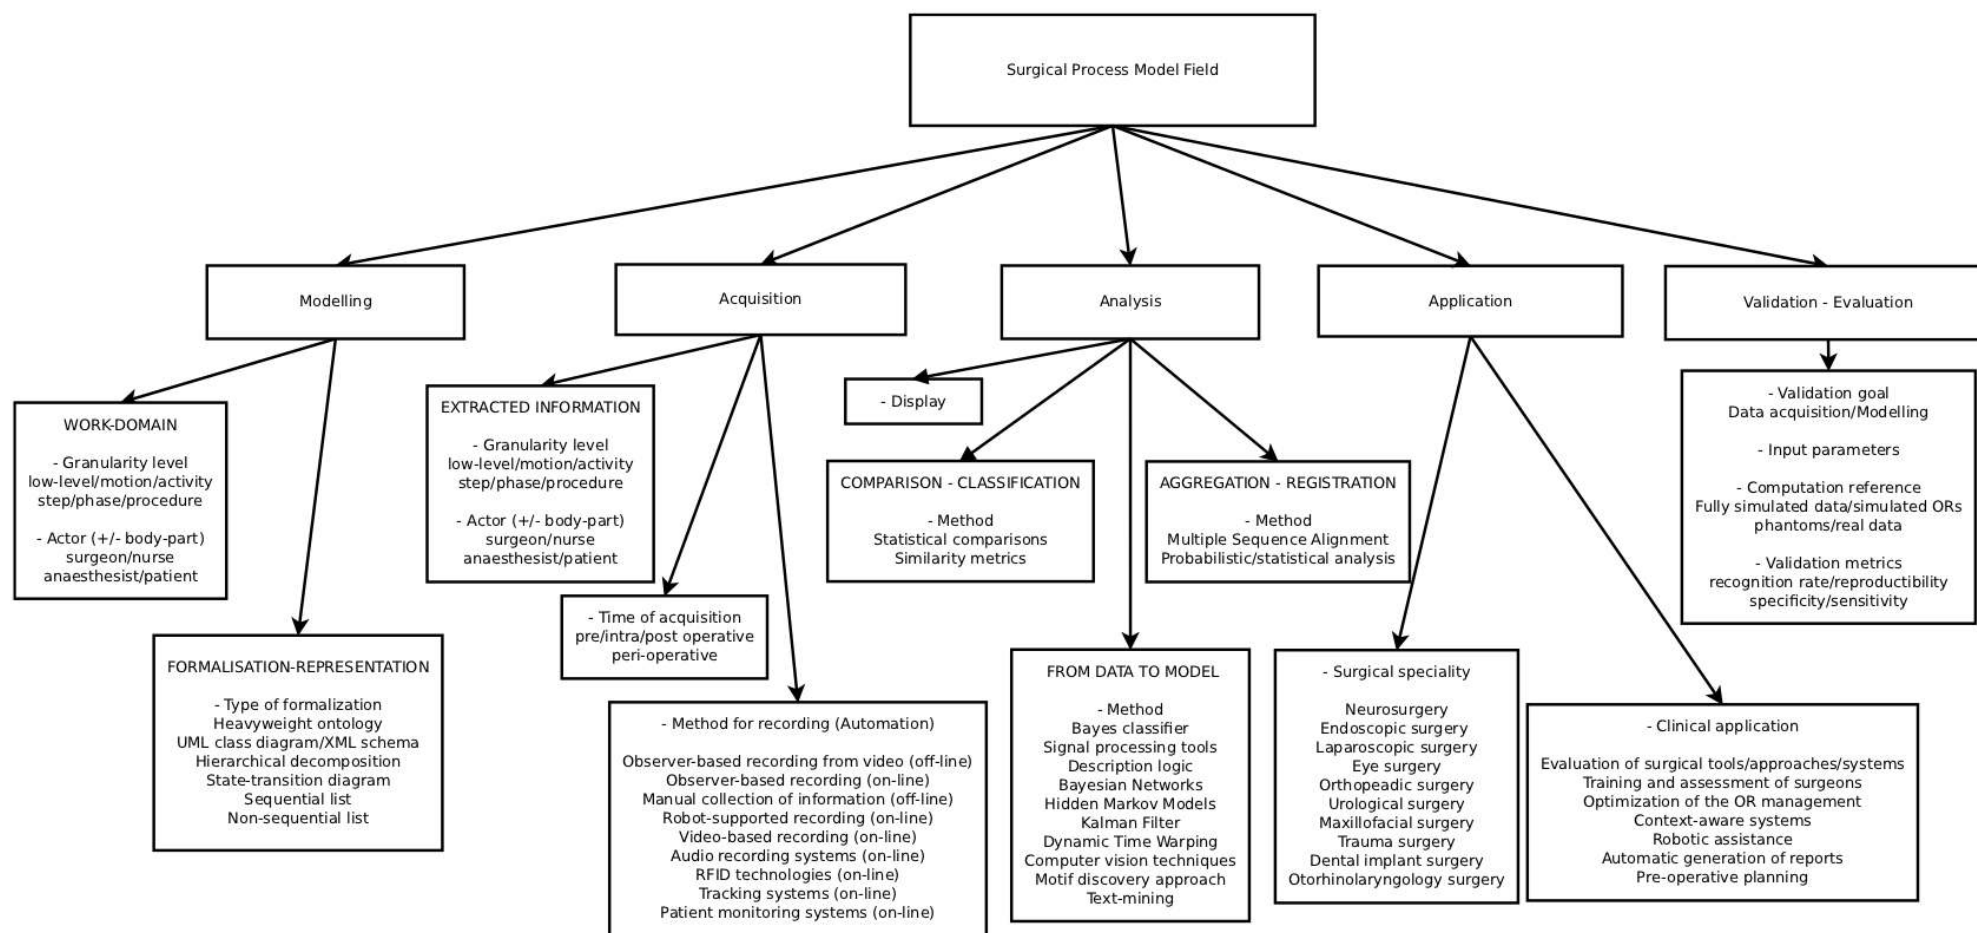 Surgical Process Model Field
Modelling
Acquisition
Analysis
Application
Validation - Evaluation
WORK-DOMAIN
- Granularity level
low-level/motion/activity
step/phase/procedure
- Actor (+/- body-part)
surgeon/nurse
anaesthesist/patient
FORMALISATION-REPRESENTATION
- Type of formalization
Heavyweight ontology
UML class diagram/XML schema
Hierarchical decomposition
State-transition diagram
Sequential list
Non-sequential list
EXTRACTED INFORMATION
- Granularity level
low-level/motion/activity
step/phase/procedure
- Actor (+/- body-part)
surgeon/nurse
anaesthesist/patient
- Time of acquisition
pre/intra/post operative
peri-operative
- Method for recording (Automation)
Observer-based recording from video (off-line)
Observer-based recording (on-line)
Manual collection of information (off-line)
Robot-supported recording (on-line)
Video-based recording (on-line)
Audio recording systems (on-line)
RFID technologies (on-line)
Tracking systems (on-line)
Patient monitoring systems (on-line)
- Display
COMPARISON - CLASSIFICATION
- Method
Statistical comparisons
Similarity metrics
AGGREGATION - REGISTRATION
- Method
Multiple Sequence Alignment
Probabilistic/statistical analysis
FROM DATA TO MODEL
- Method
Bayes classifier
Signal processing tools
Description logic
Bayesian Networks
Hidden Markov Models
Kalman Filter
Dynamic Time Warping
Computer vision techniques
Motif discovery approach
Text-mining
- Surgical speciality
Neurosurgery
Endoscopic surgery
Laparoscopic surgery
Eye surgery
Orthopeadic surgery
Urological surgery
Maxillofacial surgery
Trauma surgery
Dental implant surgery
Otorhinolaryngology surgery
- Clinical application
Evaluation of surgical tools/approaches/systems
Training and assessment of surgeons
Optimization of the OR management
Context-aware systems
Robotic assistance
Automatic generation of reports
Pre-operative planning
- Validation goal
Data acquisition/Modelling
- Input parameters
- Computation reference
Fully simulated data/simulated ORs
phantoms/real data
- Validation metrics
recognition rate/reproductibility
specificity/sensitivity